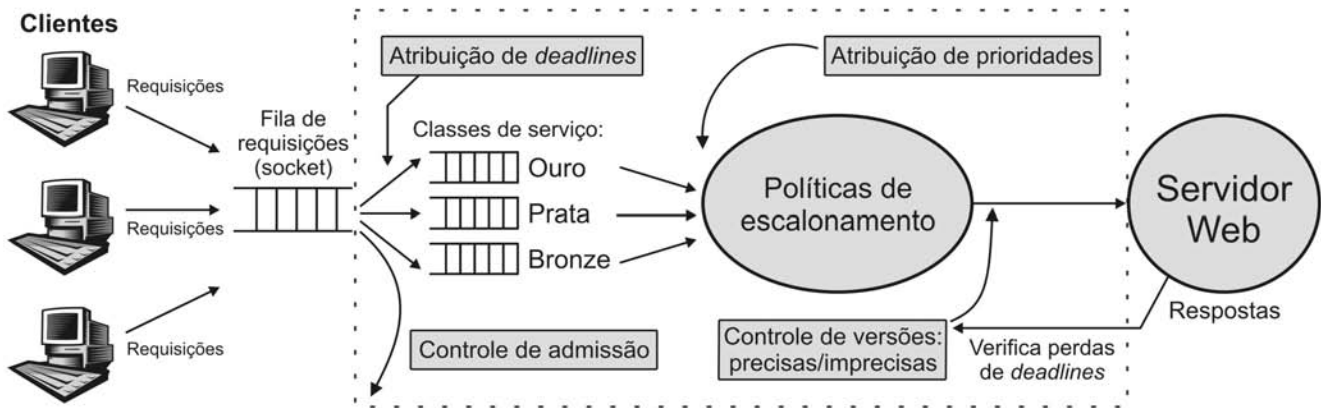 Clientes
Requisições
Requisições
Requisições
Fila de
requisições
(socket)
Atribuição de deadlines
Classes de serviço:
Ouro
Prata
Bronze
Controle de admissão
Atribuição de prioridades
Políticas de
escalonamento
Controle de versões:
precisas/imprecisas
Servidor
Web
Respostas
Verifica perdas
de deadlines